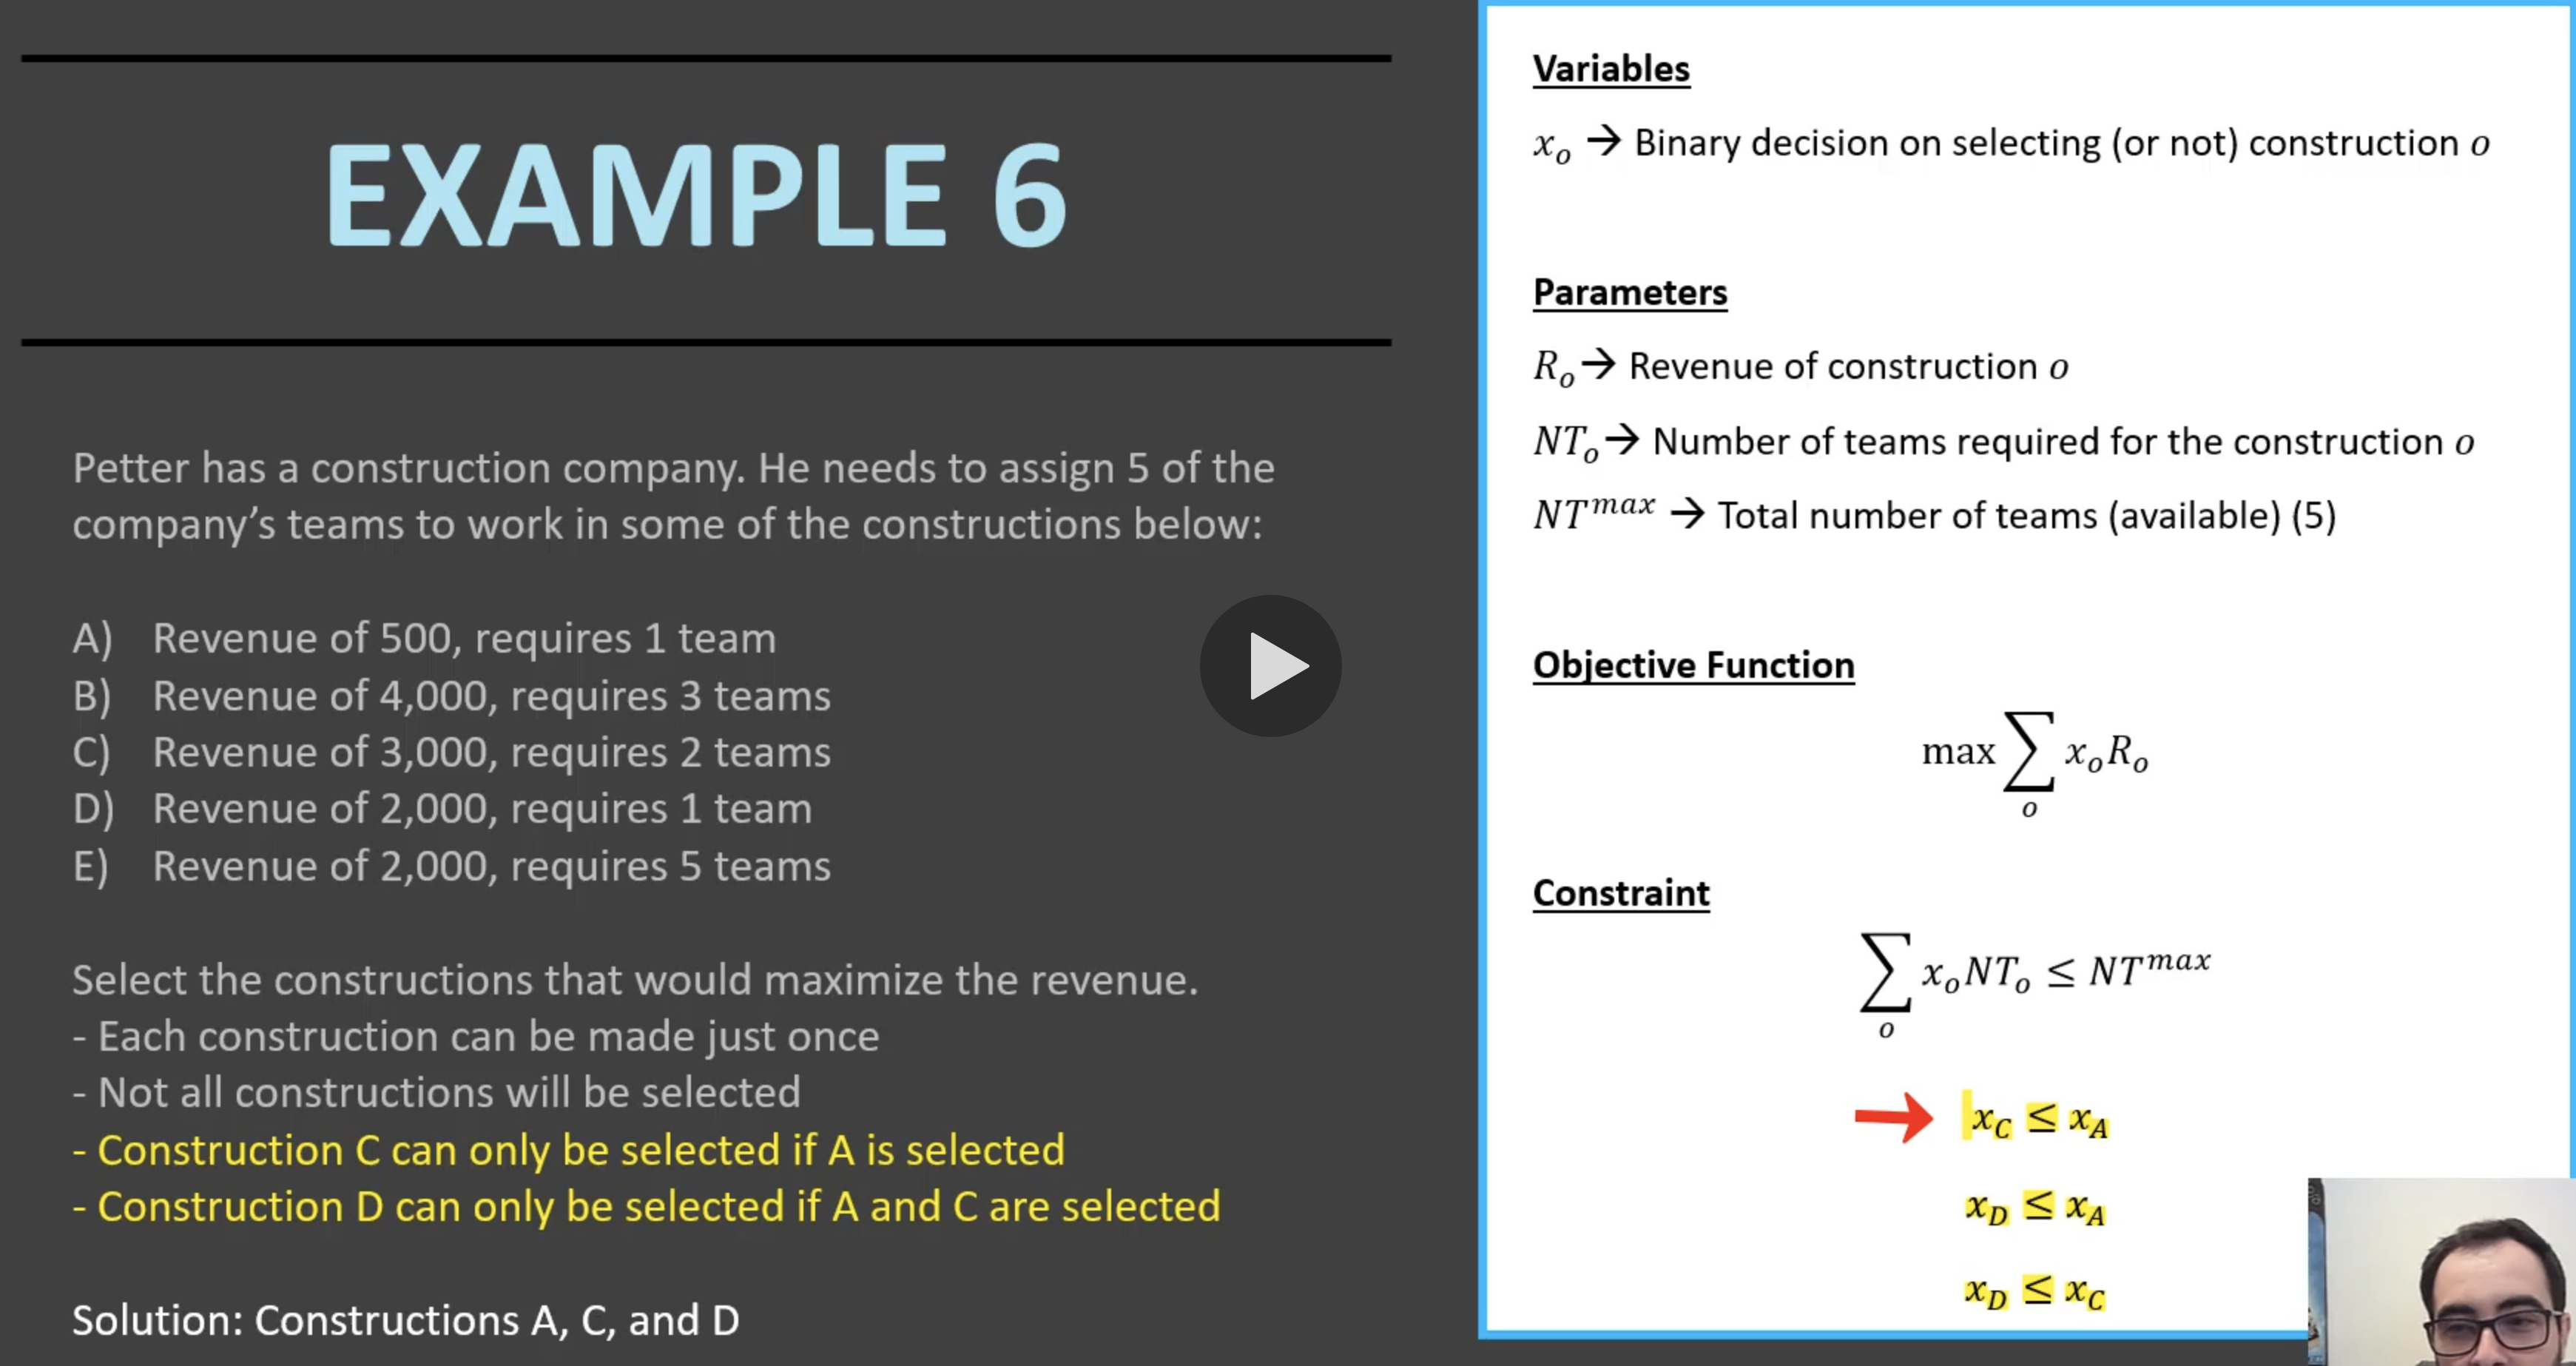 EXAMPLE 6
Petter has a construction company. He needs to assign 5 of the
company’s teams to work in some of the constructions below:
A) Revenue of 500, requires 1 team
B) Revenue of 4,000, requires 3 teams
C) Revenue of 3,000, requires 2 teams
D) Revenue of 2,000, requires 1 team
E) Revenue of 2,000, requires 5 teams
Select the constructions that would maximize the revenue.
- Each construction can be made just once
- Not all constructions will be selected
- Construction C can only be selected if A is selected
- Construction D can only be selected if A and C are selected
Solution: Constructions A, C, and D
Variables
x_o → Binary decision on selecting (or not) construction o
Parameters
R_o → Revenue of construction o
NT_o → Number of teams required for the construction o
NT^max → Total number of teams (available) (5)
Objective Function
max ∑_o x_o R_o
Constraint
∑_o x_o NT_o ≤ NT^max
x_C ≤ x_A
x_D ≤ x_A
x_D ≤ x_C